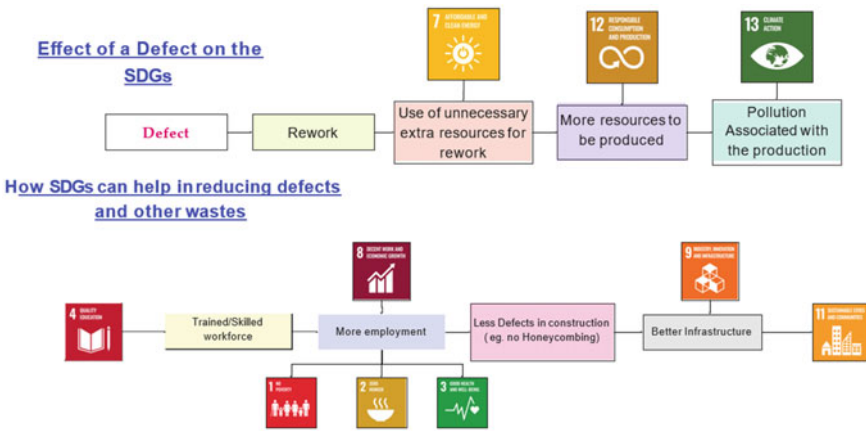 Effect of a Defect on the
SDGs
7 AFFORDABLE AND
CLEAN ENERGY
12 RESPONSIBLE
CONSUMPTION
AND PRODUCTION
13 CLIMATE
ACTION
Defect
Rework
Use of unnecessary
extra resources for
rework
More resources to
be produced
Pollution
Associated with
the production
How SDGs can help in reducing defects
and other wastes
8 DECENT WORK AND
ECONOMIC GROWTH
9 INDUSTRY, INNOVATION
AND INFRASTRUCTURE
4 QUALITY
EDUCATION
Trained/Skilled
workforce
More employment
Less Defects in construction
(eg. no Honeycombing)
Better Infrastructure
11 SUSTAINABLE CITIES
AND COMMUNITIES
1 NO
POVERTY
2 ZERO
HUNGER
3 GOOD HEALTH
AND WELL-BEING